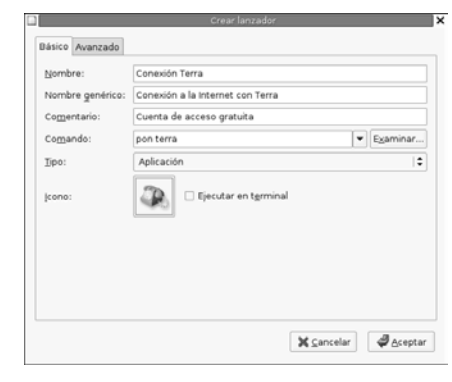 Crear lanzador
Básico Avanzado
Nombre: Conexión Terra
Nombre genérico: Conexión a la Internet con Terra
Comentario: Cuenta de acceso gratuita
Comando: pon terra Examinar...
Tipo: Aplicación
Ícono: Ejecutar en terminal
Cancelar Aceptar